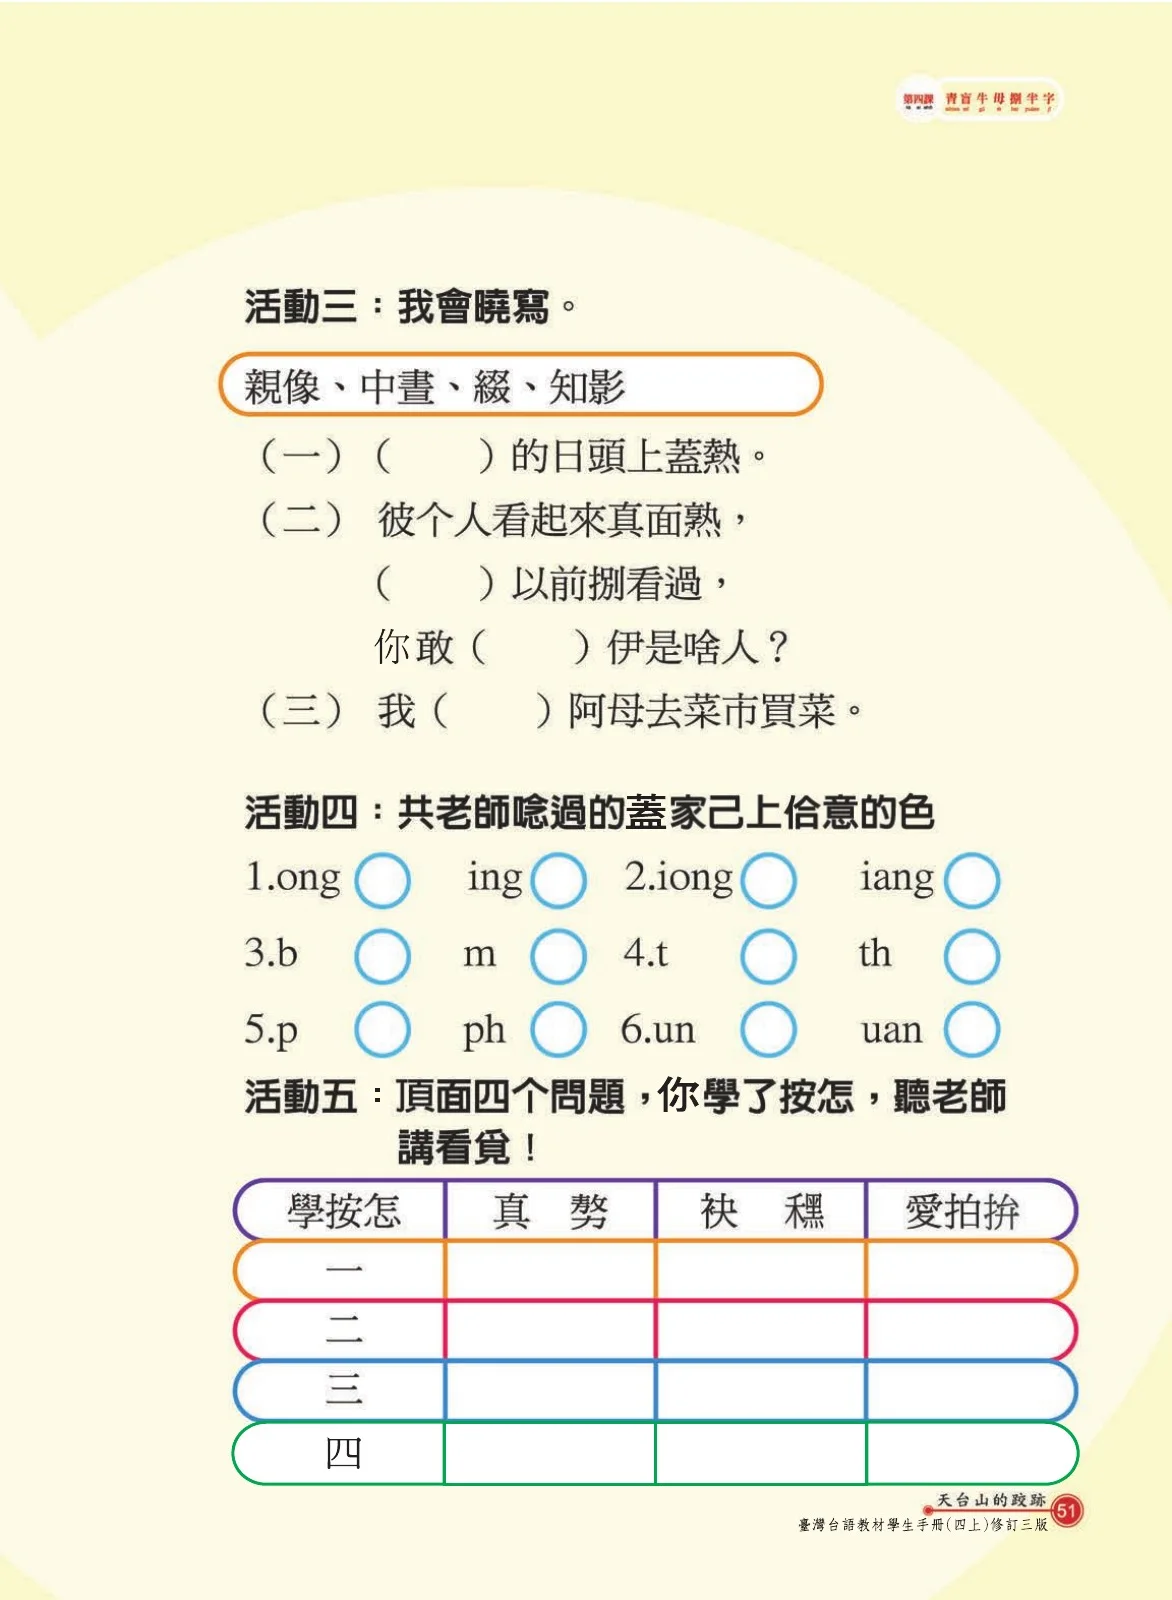 第四課 青盲牛毋捌半字
活動三：我會曉寫。
親像、中晝、綴、知影
（一）（　　）的日頭上蓋熱。
（二） 彼个人看起來真面熟，
（　　）以前捌看過，
你敢（　　）伊是啥人？
（三） 我（　　）阿母去菜市買菜。
活動四：共老師唸過的蓋家己上佮意的色
1.ong ing 2.iong iang
3.b m 4.t th
5.p ph 6.un uan
活動五：頂面四个問題，你學了按怎，聽老師
講看覓！
學按怎 真　勥 袂　䆀 愛拍拚
一
二
三
四
天台山的跤跡
臺灣台語教材學生手冊(四上)修訂三版 51